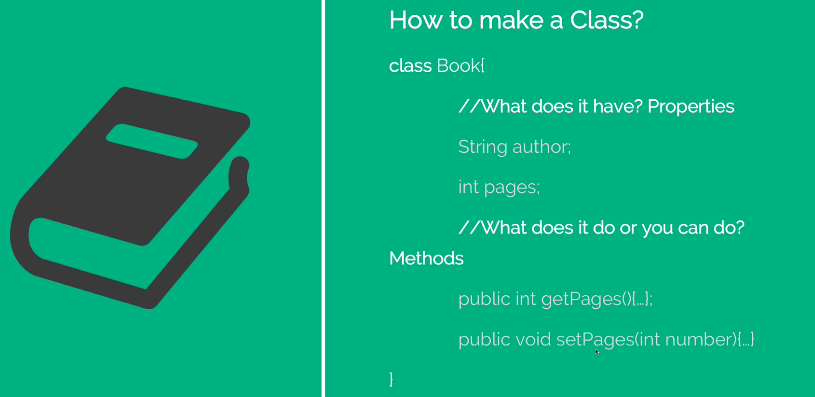 How to make a Class?
class Book{
//What does it have? Properties
String author;
int pages;
//What does it do or you can do?
Methods
public int getPages(){...};
public void setPages(int number){...}
}